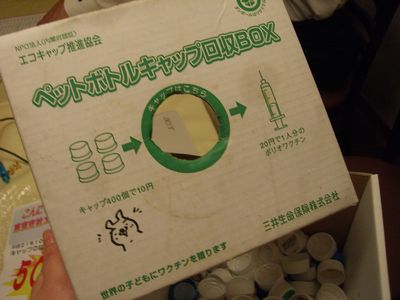 NPO法人(内閣府認証)
エコキャップ推進協会
ペットボトルキャップ回収BOX
キャップはこちら
キャップ400個で10円
20円で1人分の
ポリオワクチン
三井生命保険株式会社
世界の子どもにワクチンを贈ります